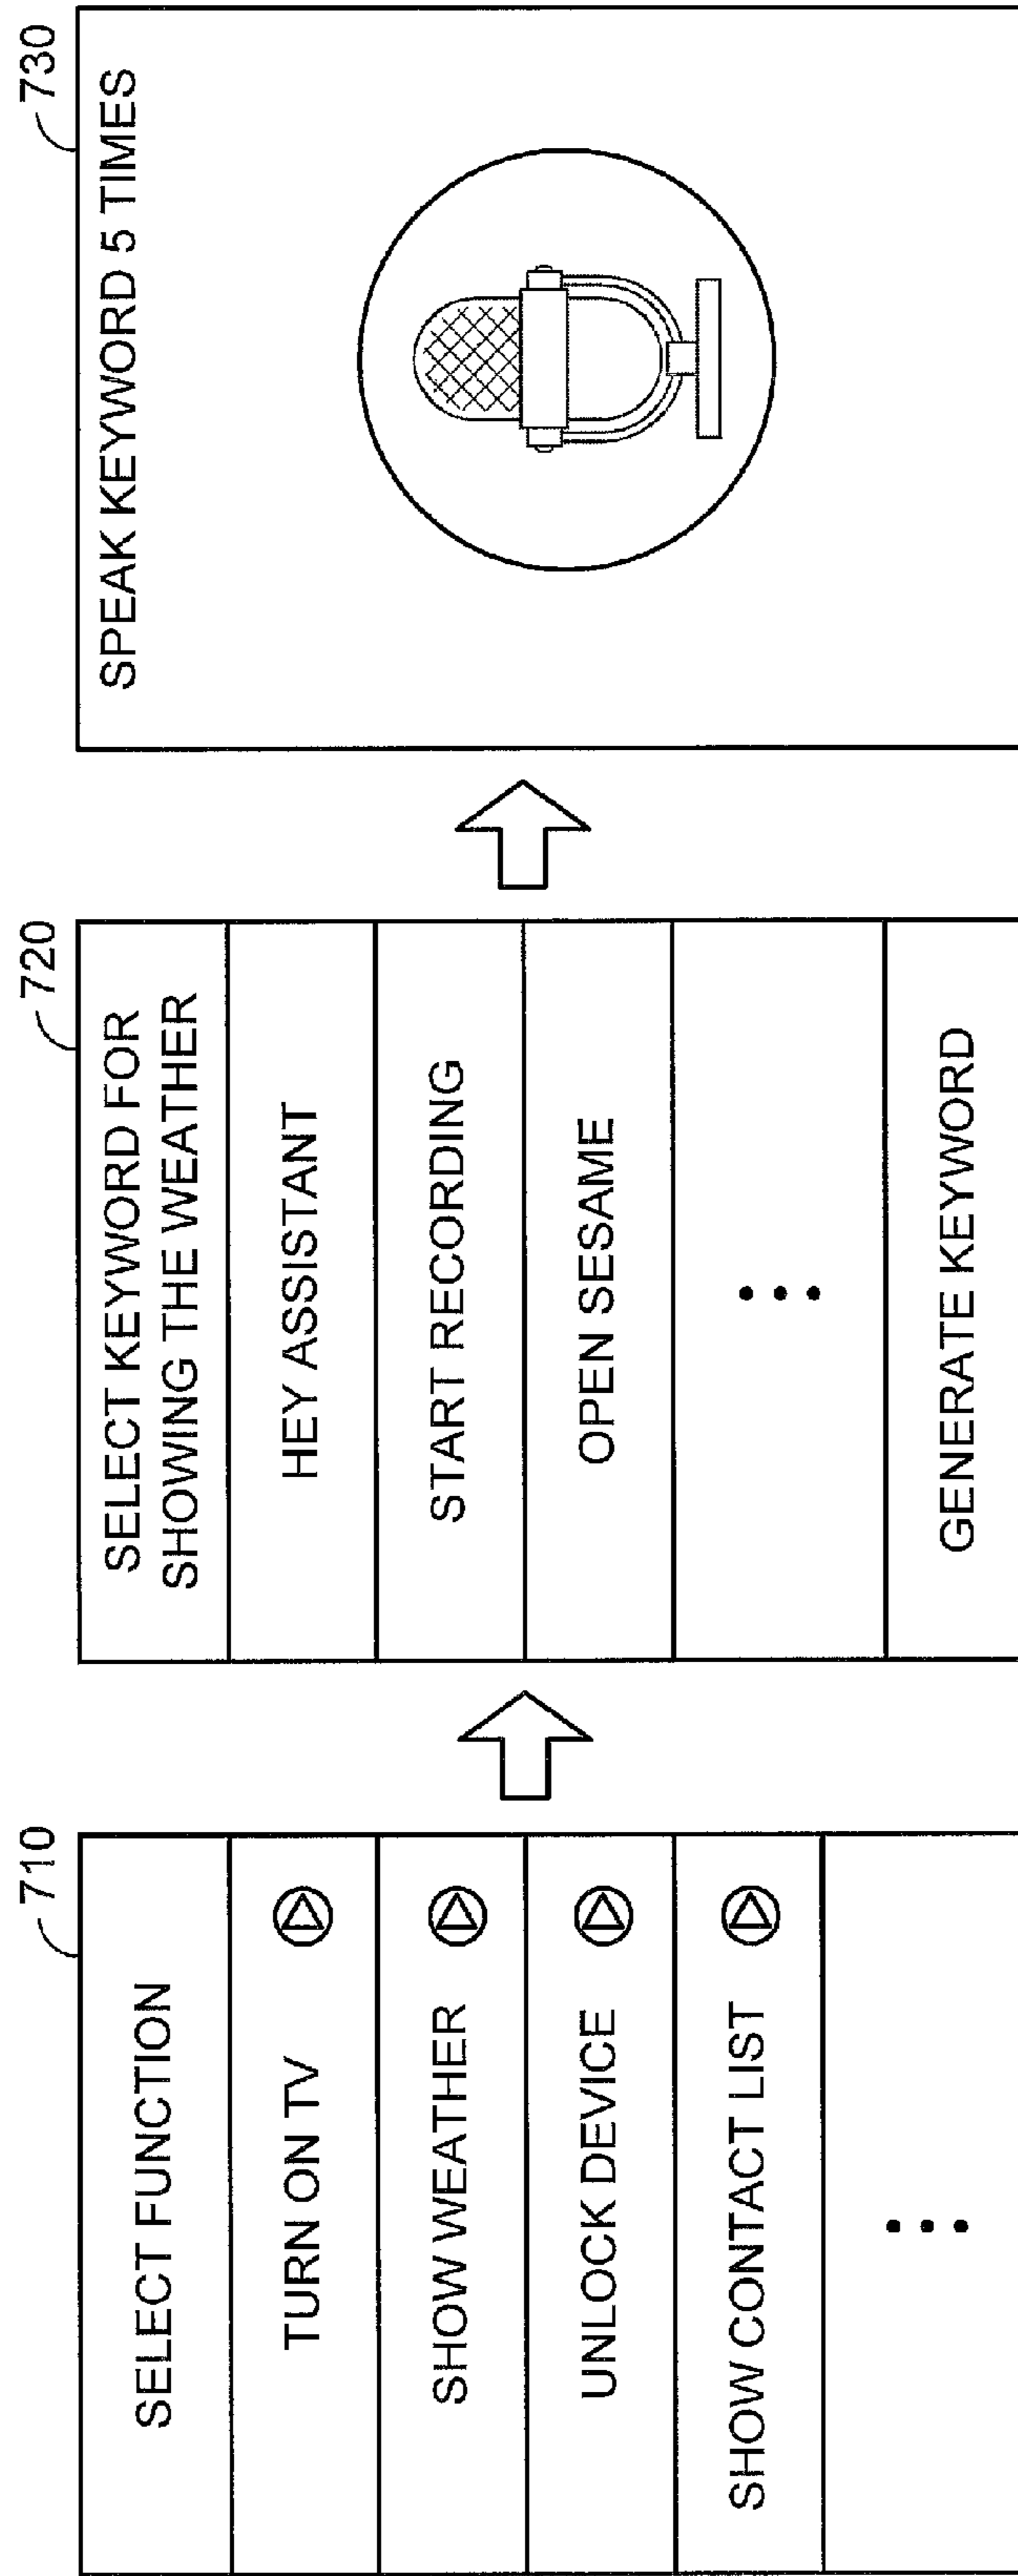 710
SELECT FUNCTION
TURN ON TV
SHOW WEATHER
UNLOCK DEVICE
SHOW CONTACT LIST
720
SELECT KEYWORD FOR
SHOWING THE WEATHER
HEY ASSISTANT
START RECORDING
OPEN SESAME
GENERATE KEYWORD
730
SPEAK KEYWORD 5 TIMES